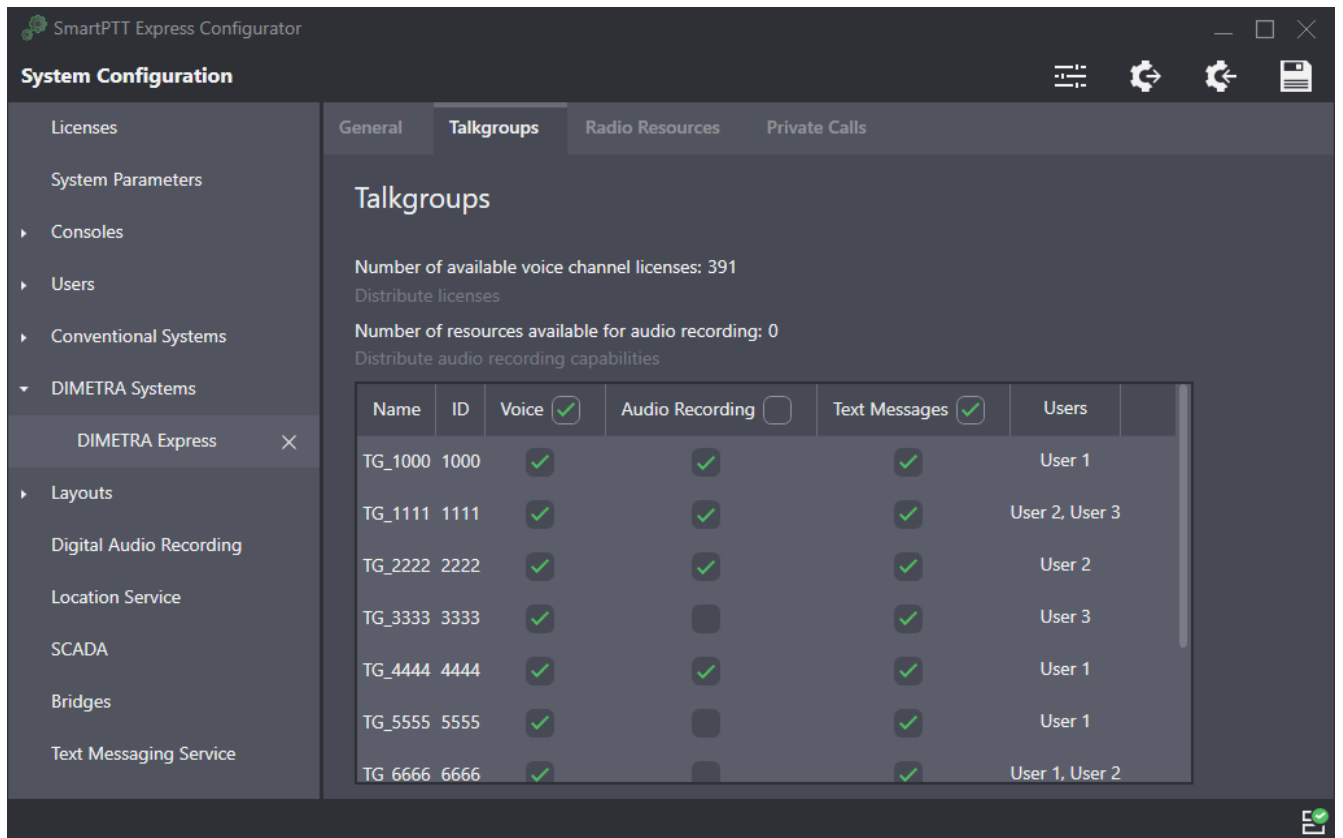 SmartPTT Express Configurator
System Configuration
Licenses
System Parameters
Consoles
Users
Conventional Systems
DIMETRA Systems
DIMETRA Express
Layouts
Digital Audio Recording
Location Service
SCADA
Bridges
Text Messaging Service
General Talkgroups Radio Resources Private Calls
Talkgroups
Number of available voice channel licenses: 391
Distribute licenses
Number of resources available for audio recording: 0
Distribute audio recording capabilities
Name ID Voice Audio Recording Text Messages Users
TG_1000 1000 User 1
TG_1111 1111 User 2, User 3
TG_2222 2222 User 2
TG_3333 3333 User 3
TG_4444 4444 User 1
TG_5555 5555 User 1
TG_6666 6666 User 1, User 2